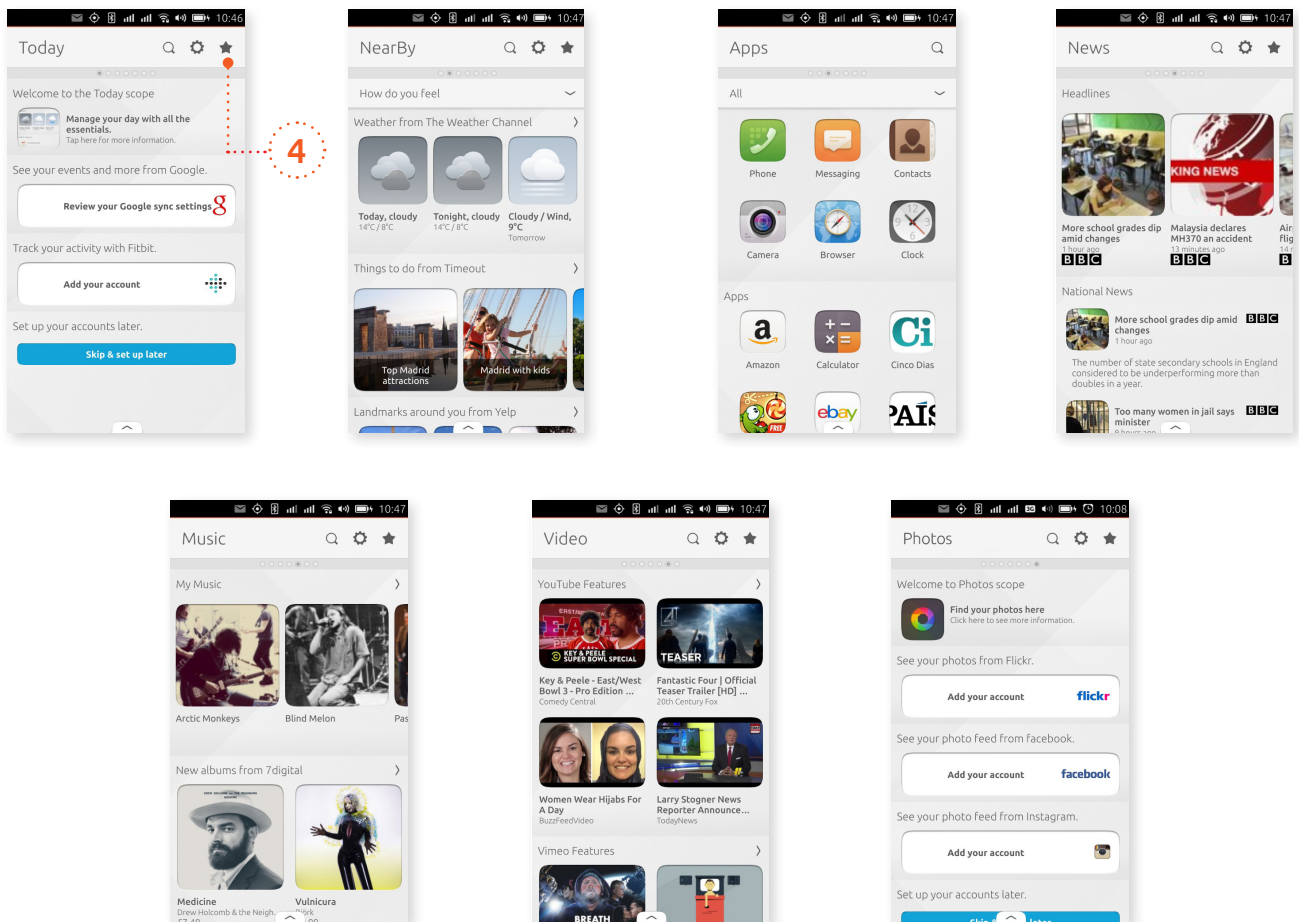 10:46
Today
Welcome to the Today scope
Manage your day with all the
essentials.
Tap here for more information.
See your events and more from Google.
Review your Google sync settings
g
Track your activity with Fitbit.
Add your account
Set up your accounts later.
Skip & set up later
4
10:47
NearBy
How do you feel
Weather from The Weather Channel
Today, cloudy
14°C / 8°C
Tonight, cloudy
14°C / 8°C
Cloudy / Wind,
9°C
Tomorrow
Things to do from Timeout
Top Madrid
attractions
Madrid with kids
Landmarks around you from Yelp
10:47
Apps
All
Phone
Messaging
Contacts
Camera
Browser
Clock
Apps
a
Amazon
Calculator
Ci
Cinco Dias
FREE
ebay
PAÍS
10:47
News
Headlines
KING NEWS
More school grades dip
amid changes
1 hour ago
BBC
Malaysia declares
MH370 an accident
13 minutes ago
BBC
Air
flig
14
B
National News
More school grades dip amid
changes
1 hour ago
BBC
The number of state secondary schools in England
considered to be underperforming more than
doubles in a year.
Too many women in jail says
minister
BBC
10:47
Music
My Music
Arctic Monkeys
Blind Melon
Pas
New albums from 7digital
Medicine
Drew Holcomb & the Neigh.
Vulnicura
Björk
10:47
Video
YouTube Features
KEY & PEELE
SUPER BOWL SPECIAL
TEASER
Key & Peele - East/West
Bowl 3 - Pro Edition ...
Comedy Central
Fantastic Four | Official
Teaser Trailer [HD] ...
20th Century Fox
Women Wear Hijabs For
A Day
BuzzFeedVideo
Larry Stogner News
Reporter Announce...
TodayNews
Vimeo Features
BREATH
3G
10:08
Photos
Welcome to Photos scope
Find your photos here
Click here to see more information.
See your photos from Flickr.
Add your account
flickr
See your photo feed from facebook.
Add your account
facebook
See your photo feed from Instagram.
Add your account
Set up your accounts later.